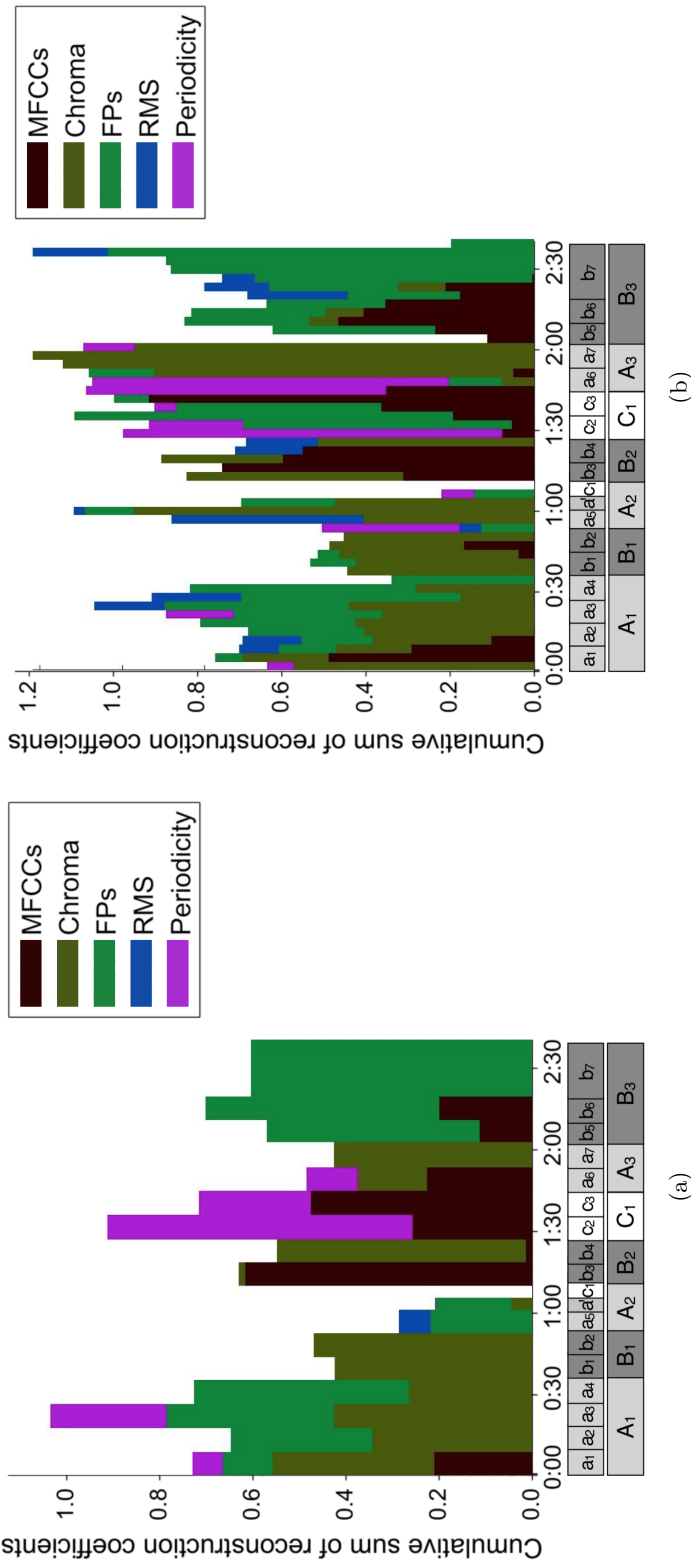 MFCCs
Chroma
FPs
RMS
Periodicity
Cumulative sum of reconstruction coefficients
1.0
0.8
0.6
0.4
0.2
0.0
0:00 0:30 1:00 1:30 2:00 2:30
a1 a2 a3 a4 b1 b2 a5 a' c1 b3 b4 c2 c3 a6 a7 b5 b6 b7
A1 B1 A2 B2 C1 A3 B3
(a)
MFCCs
Chroma
FPs
RMS
Periodicity
Cumulative sum of reconstruction coefficients
1.2
1.0
0.8
0.6
0.4
0.2
0.0
0:00 0:30 1:00 1:30 2:00 2:30
a1 a2 a3 a4 b1 b2 a5 a' c1 b3 b4 c2 c3 a6 a7 b5 b6 b7
A1 B1 A2 B2 C1 A3 B3
(b)